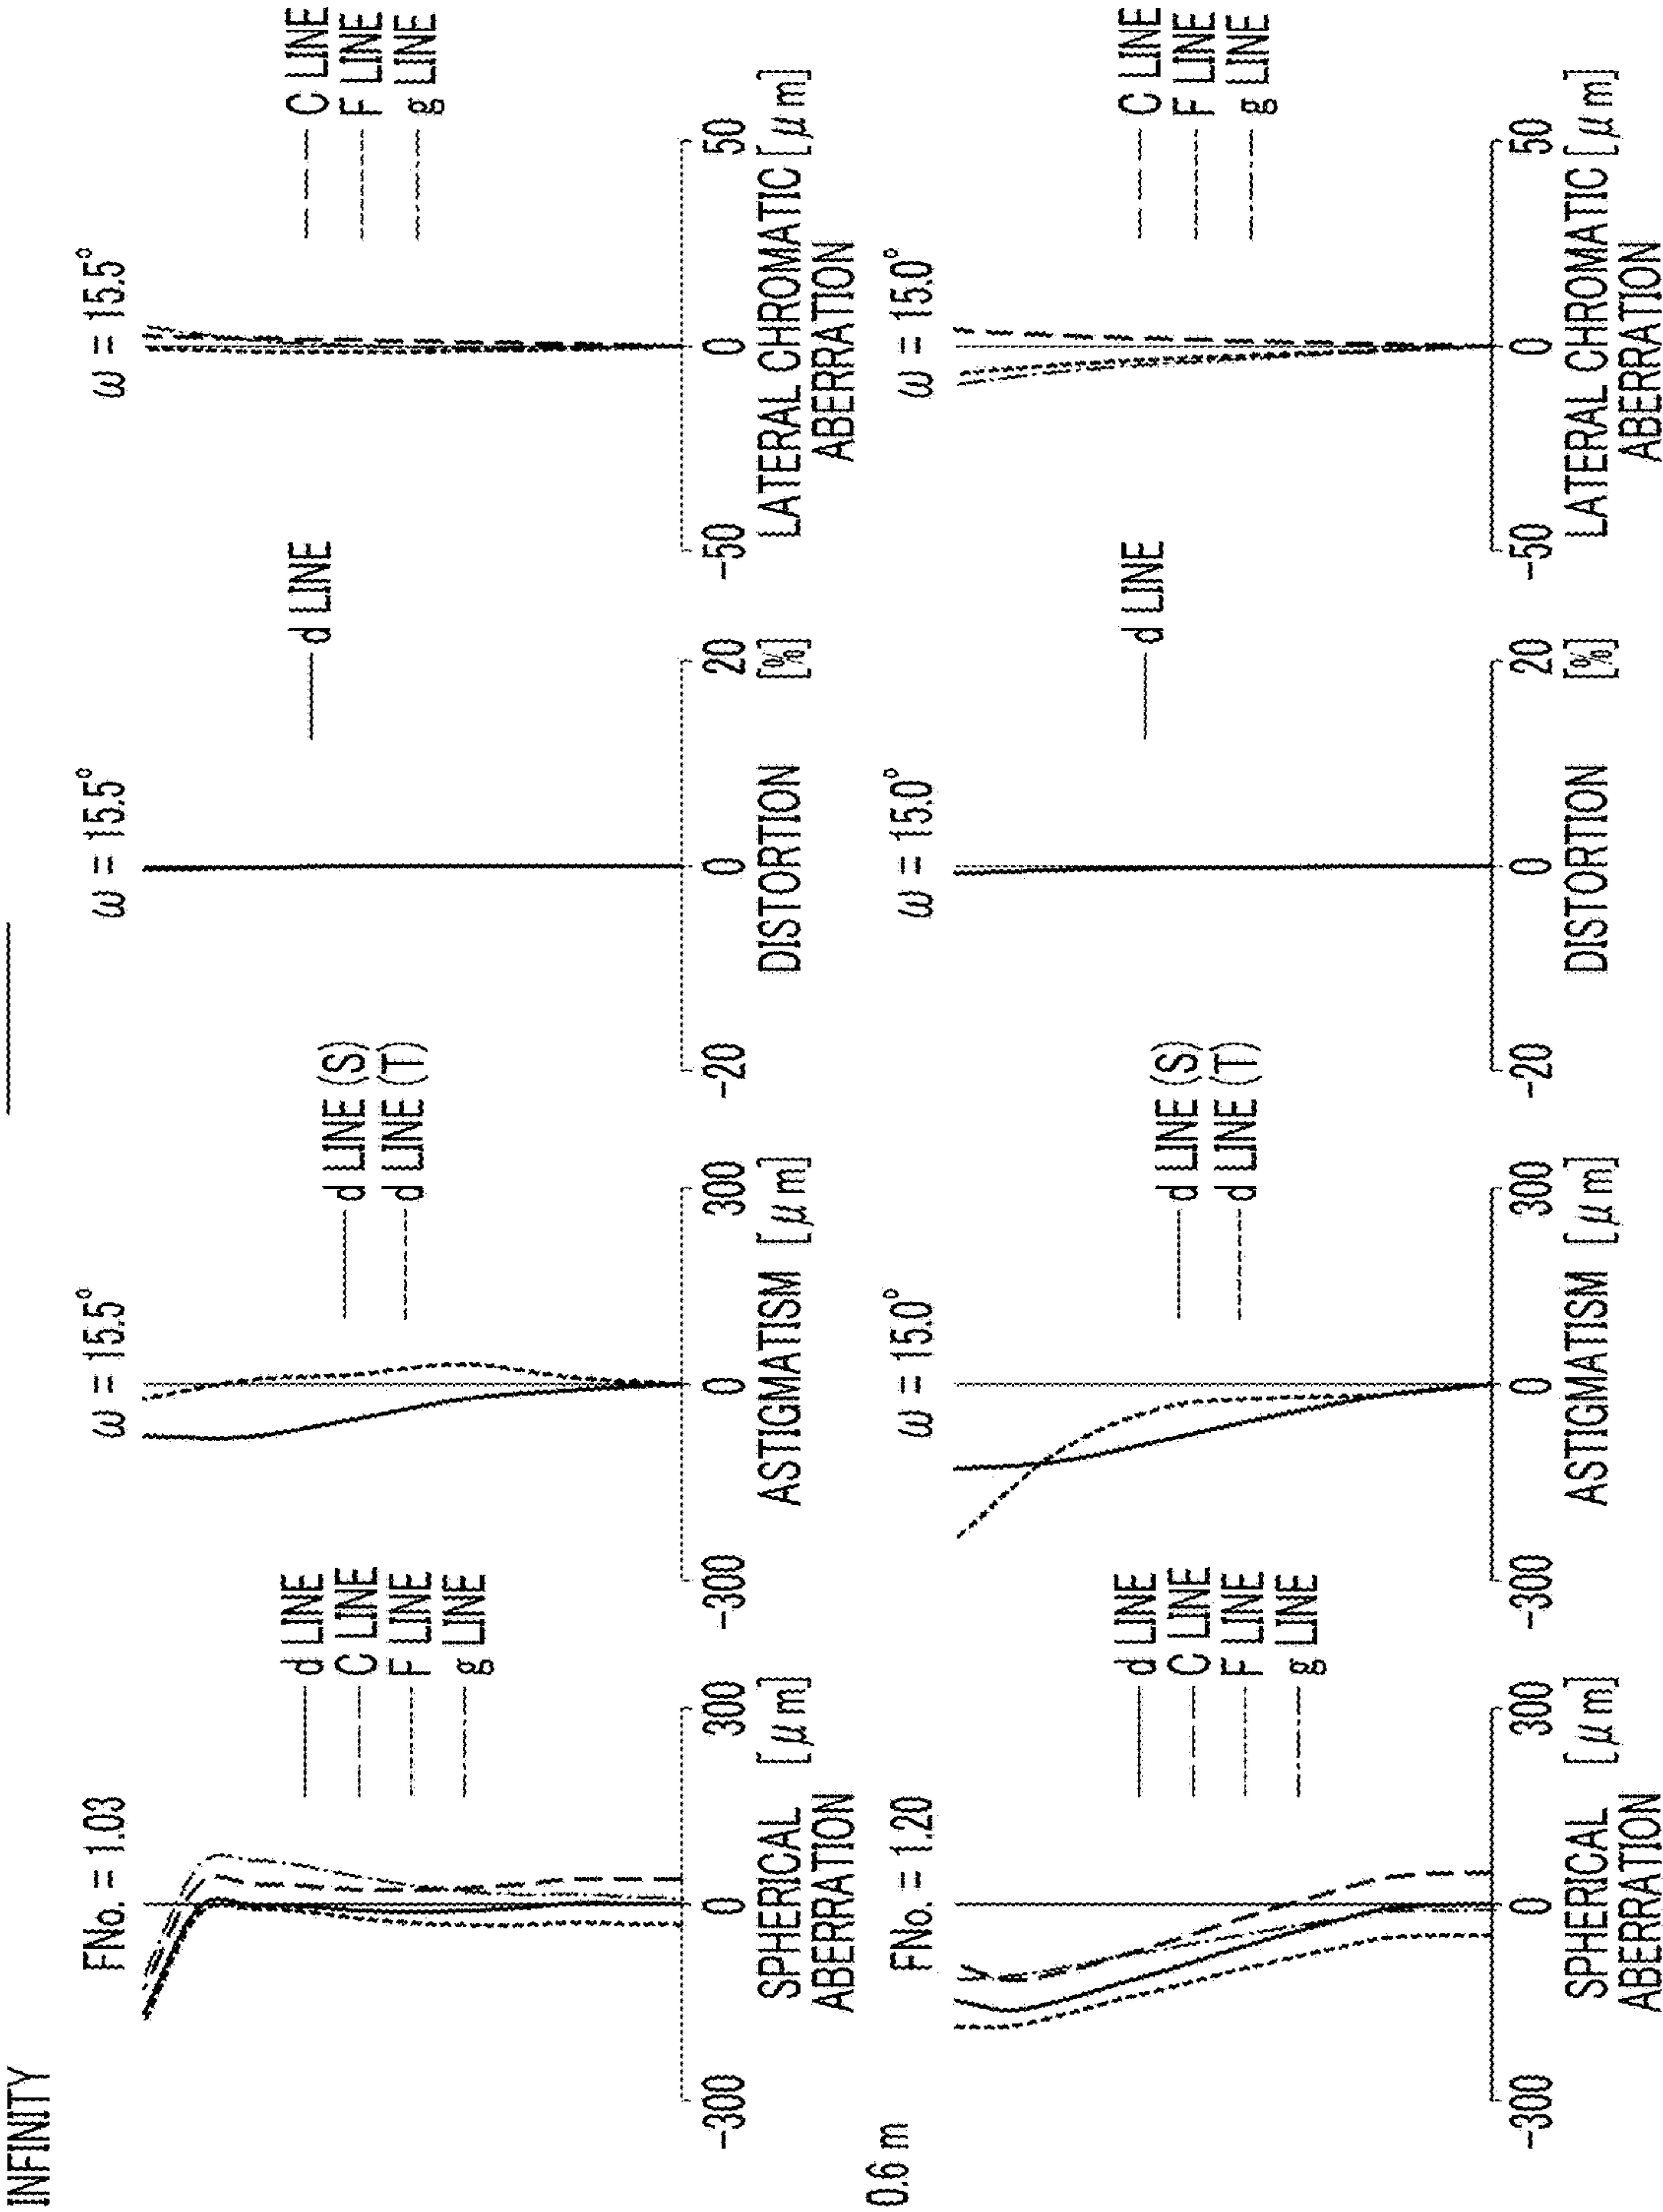 INFINITY
FNo. = 1.03
d LINE
C LINE
F LINE
g LINE
-300
0
300
SPHERICAL [μm]
ABERRATION
ω = 15.5°
d LINE (S)
d LINE (T)
-300
0
300
ASTIGMATISM [μm]
ω = 15.5°
d LINE
-20
0
20
DISTORTION [%]
ω = 15.5°
C LINE
F LINE
g LINE
-50
0
50
LATERAL CHROMATIC [μm]
ABERRATION
0.6 m
FNo. = 1.20
d LINE
C LINE
F LINE
g LINE
-300
0
300
SPHERICAL [μm]
ABERRATION
ω = 15.0°
d LINE (S)
d LINE (T)
-300
0
300
ASTIGMATISM [μm]
ω = 15.0°
d LINE
-20
0
20
DISTORTION [%]
ω = 15.0°
C LINE
F LINE
g LINE
-50
0
50
LATERAL CHROMATIC [μm]
ABERRATION